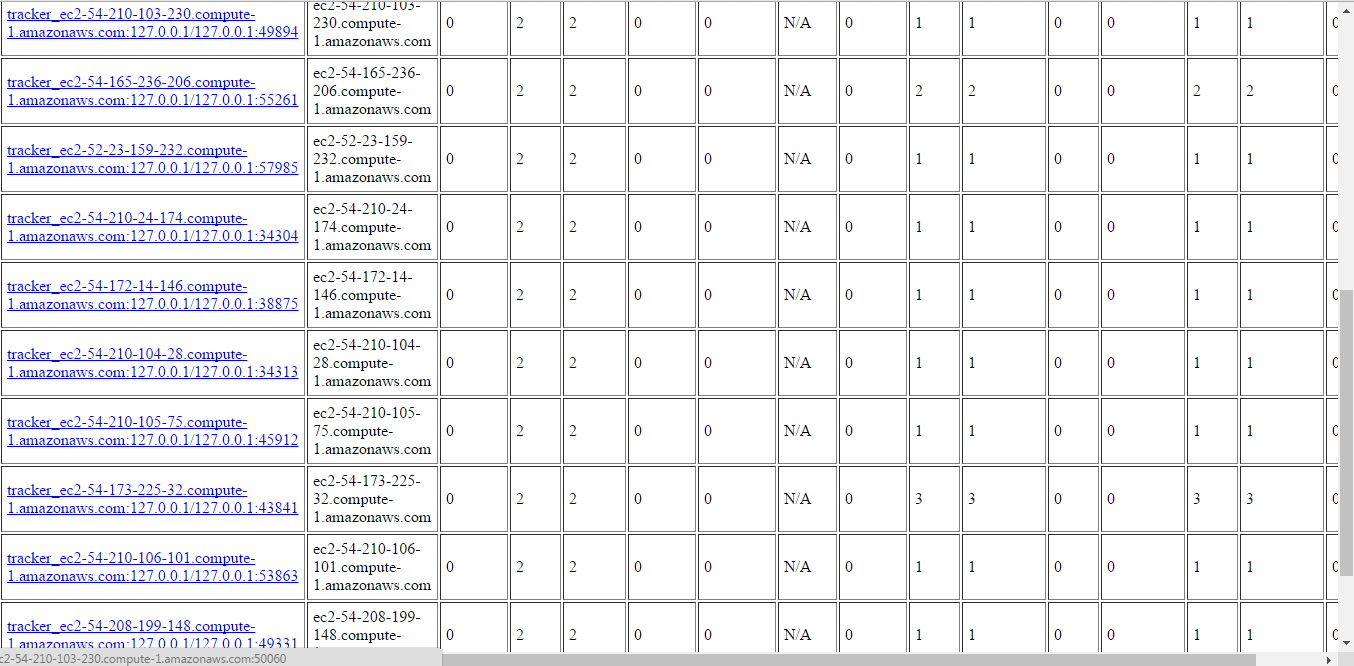 tracker_ec2-54-210-103-230.compute-
1.amazonaws.com:127.0.0.1/127.0.0.1:49894
ec2-54-210-103-
230.compute-
1.amazonaws.com
0 2 2 0 0 N/A 0 1 1 0 0 1 1 0
tracker_ec2-54-165-236-206.compute-
1.amazonaws.com:127.0.0.1/127.0.0.1:55261
ec2-54-165-236-
206.compute-
1.amazonaws.com
0 2 2 0 0 N/A 0 2 2 0 0 2 2 0
tracker_ec2-52-23-159-232.compute-
1.amazonaws.com:127.0.0.1/127.0.0.1:57985
ec2-52-23-159-
232.compute-
1.amazonaws.com
0 2 2 0 0 N/A 0 1 1 0 0 1 1 0
tracker_ec2-54-210-24-174.compute-
1.amazonaws.com:127.0.0.1/127.0.0.1:34304
ec2-54-210-24-
174.compute-
1.amazonaws.com
0 2 2 0 0 N/A 0 1 1 0 0 1 1 0
tracker_ec2-54-172-14-146.compute-
1.amazonaws.com:127.0.0.1/127.0.0.1:38875
ec2-54-172-14-
146.compute-
1.amazonaws.com
0 2 2 0 0 N/A 0 1 1 0 0 1 1 0
tracker_ec2-54-210-104-28.compute-
1.amazonaws.com:127.0.0.1/127.0.0.1:34313
ec2-54-210-104-
28.compute-
1.amazonaws.com
0 2 2 0 0 N/A 0 1 1 0 0 1 1 0
tracker_ec2-54-210-105-75.compute-
1.amazonaws.com:127.0.0.1/127.0.0.1:45912
ec2-54-210-105-
75.compute-
1.amazonaws.com
0 2 2 0 0 N/A 0 1 1 0 0 1 1 0
tracker_ec2-54-173-225-32.compute-
1.amazonaws.com:127.0.0.1/127.0.0.1:43841
ec2-54-173-225-
32.compute-
1.amazonaws.com
0 2 2 0 0 N/A 0 3 3 0 0 3 3 0
tracker_ec2-54-210-106-101.compute-
1.amazonaws.com:127.0.0.1/127.0.0.1:53863
ec2-54-210-106-
101.compute-
1.amazonaws.com
0 2 2 0 0 N/A 0 1 1 0 0 1 1 0
tracker_ec2-54-208-199-148.compute-
1.amazonaws.com:127.0.0.1/127.0.0.1:49331
ec2-54-208-199-
148.compute-
0 2 2 0 0 N/A 0 1 1 0 0 1 1 0
c2-54-210-103-230.compute-1.amazonaws.com:50060